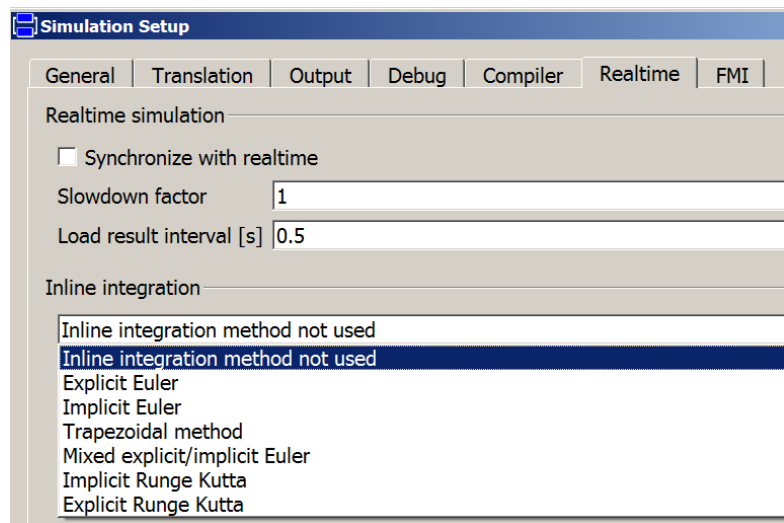 Simulation Setup
General Translation Output Debug Compiler Realtime FMI
Realtime simulation
Synchronize with realtime
Slowdown factor 1
Load result interval [s] 0.5
Inline integration
Inline integration method not used
Inline integration method not used
Explicit Euler
Implicit Euler
Trapezoidal method
Mixed explicit/implicit Euler
Implicit Runge Kutta
Explicit Runge Kutta